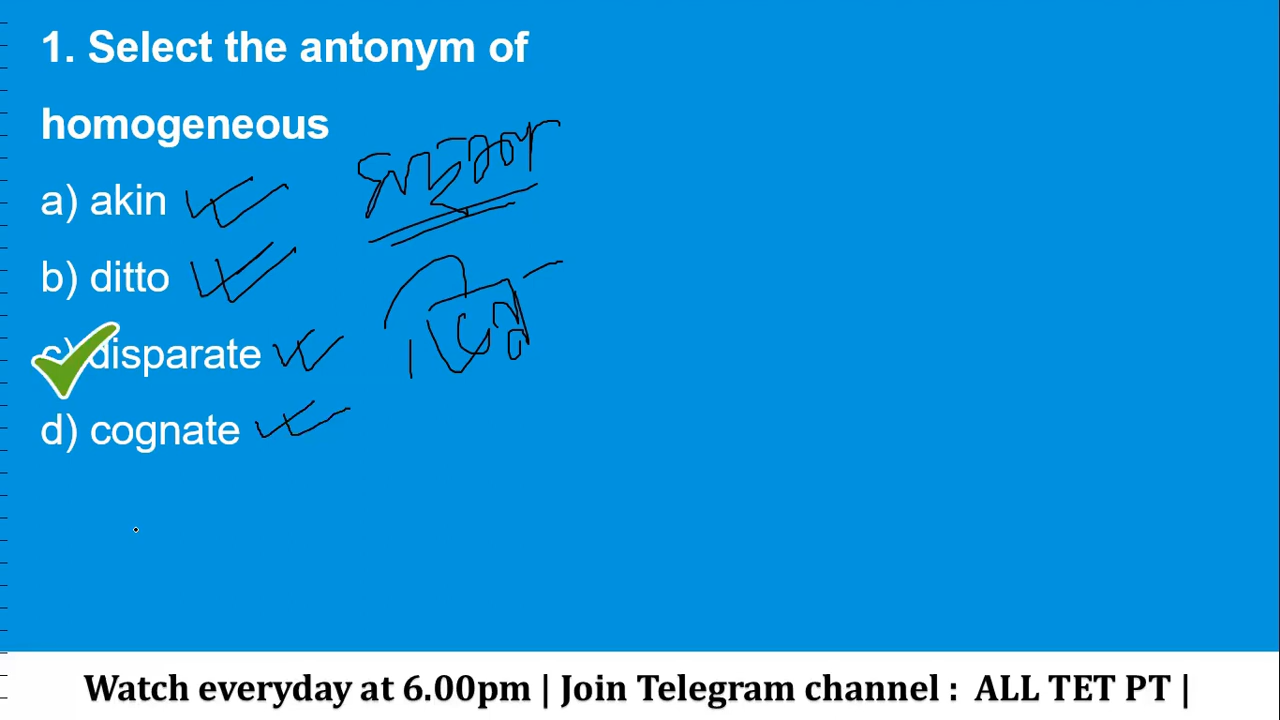 1. Select the antonym of
homogeneous
a) akin
b) ditto
c) disparate
d) cognate
Watch everyday at 6.00pm | Join Telegram channel : ALL TET PT |